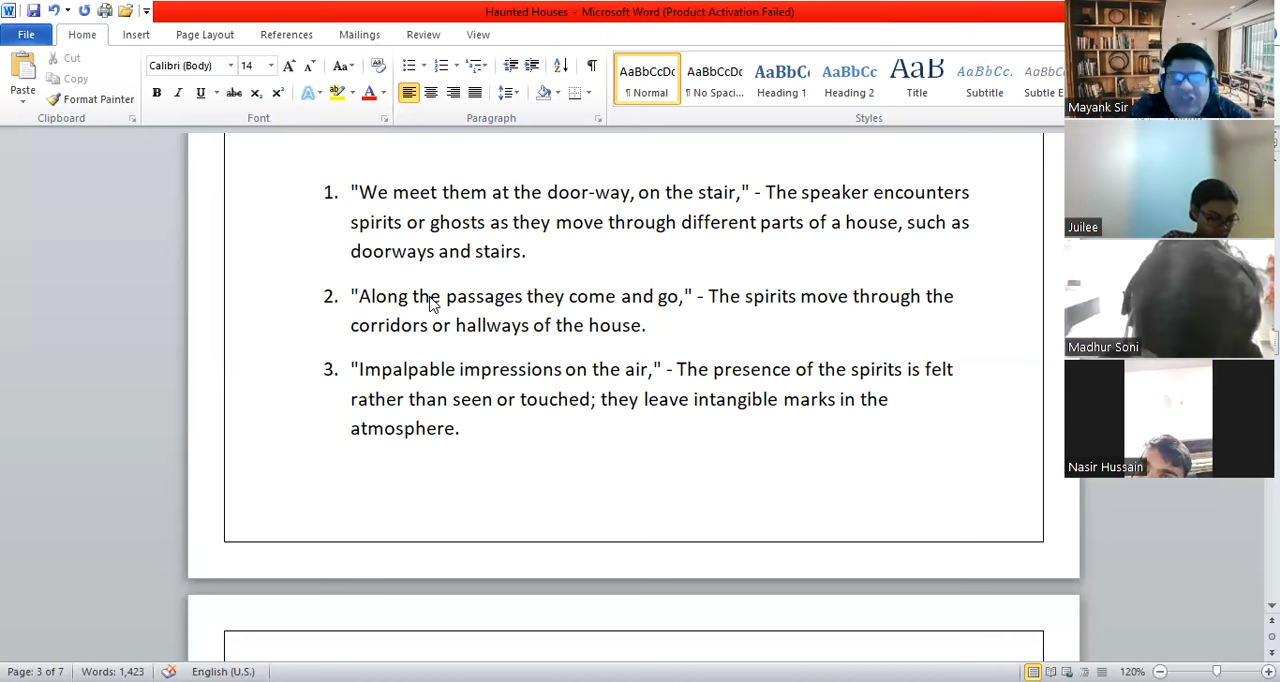 Haunted Houses - Microsoft Word (Product Activation Failed)
File Home Insert Page Layout References Mailings Review View
Cut
Copy
Paste
Format Painter
Calibri (Body) 14
AaBbCcDc AaBbCcDc AaBbC AaBbCc AaB AaBbCc. AaBbC
¶ Normal ¶ No Spaci... Heading 1 Heading 2 Title Subtitle Subtle E
Clipboard Font Paragraph Styles
Mayank Sir
Juilee
Madhur Soni
Nasir Hussain
1. "We meet them at the door-way, on the stair," - The speaker encounters
spirits or ghosts as they move through different parts of a house, such as
doorways and stairs.
2. "Along the passages they come and go," - The spirits move through the
corridors or hallways of the house.
3. "Impalpable impressions on the air," - The presence of the spirits is felt
rather than seen or touched; they leave intangible marks in the
atmosphere.
Page: 3 of 7 Words: 1,423 English (U.S.) 120%